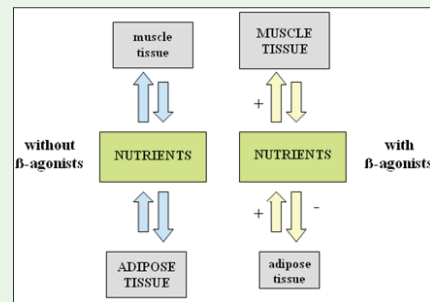 muscle
tissue
MUSCLE
TISSUE
+
without
ß-agonists
NUTRIENTS
NUTRIENTS
with
ß-agonists
+
-
ADIPOSE
TISSUE
adipose
tissue